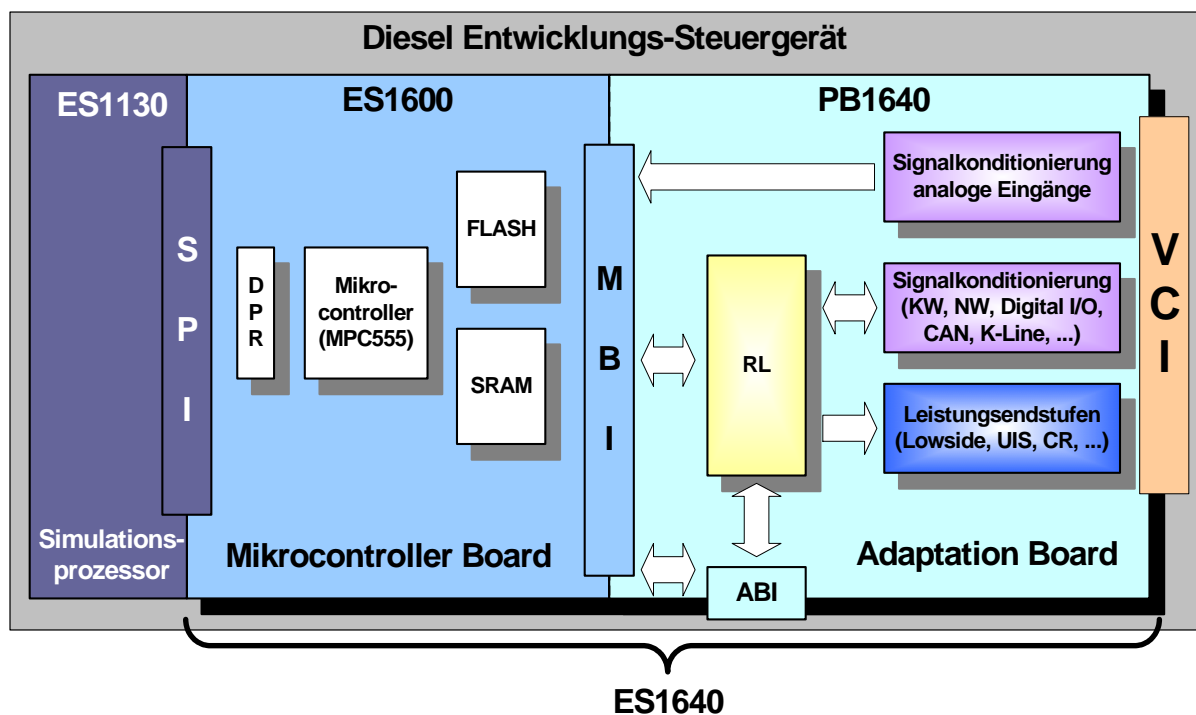 Diesel Entwicklungs-Steuergerät
ES1130
ES1600
PB1640
S
P
I
D
P
R
Mikro-
controller
(MPC555)
FLASH
SRAM
M
B
I
RL
Signalkonditionierung
analoge Eingänge
Signalkonditionierung
(KW, NW, Digital I/O,
CAN, K-Line, ...)
Leistungsendstufen
(Lowside, UIS, CR, ...)
V
C
I
Simulations-
prozessor
Mikrocontroller Board
Adaptation Board
ABI
ES1640